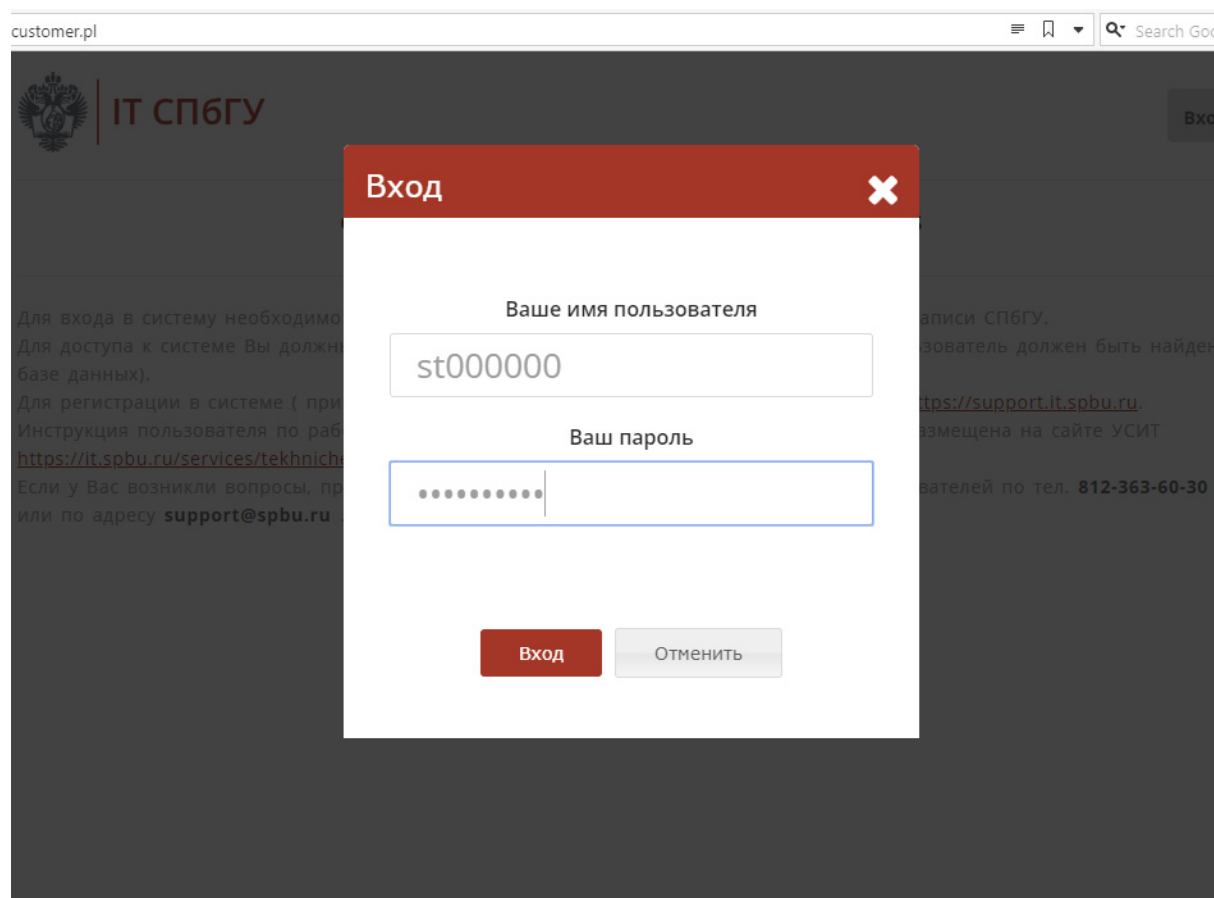 customer.pl
Search Goo
IT СПбГУ
Вхо
Вход
Ваше имя пользователя
st000000
Ваш пароль
••••••••••
Вход
Отменить
Для входа в систему необходимо
аписи СПбГУ.
Для доступа к системе Вы должн
зователь должен быть найден
базе данных).
Для регистрации в системе ( при
ttps://support.it.spbu.ru.
Инструкция пользователя по раб
азмещена на сайте УСИТ
https://it.spbu.ru/services/tekhniche
Если у Вас возникли вопросы, пр
вателей по тел. 812-363-60-30
или по адресу support@spbu.ru .